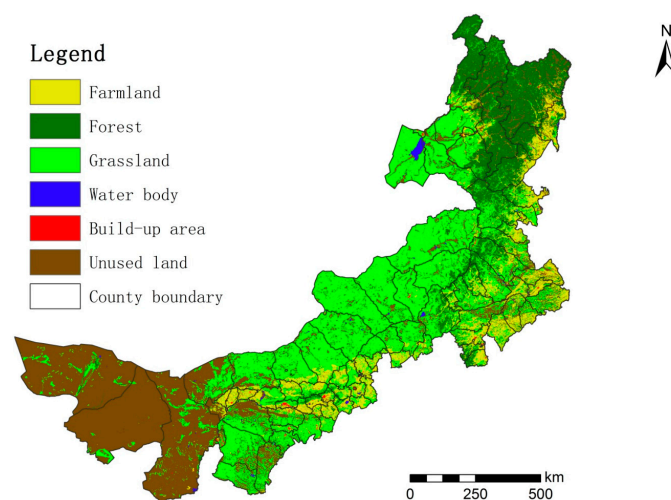 Legend
Farmland
Forest
Grassland
Water body
Build-up area
Unused land
County boundary
N
km
0 250 500